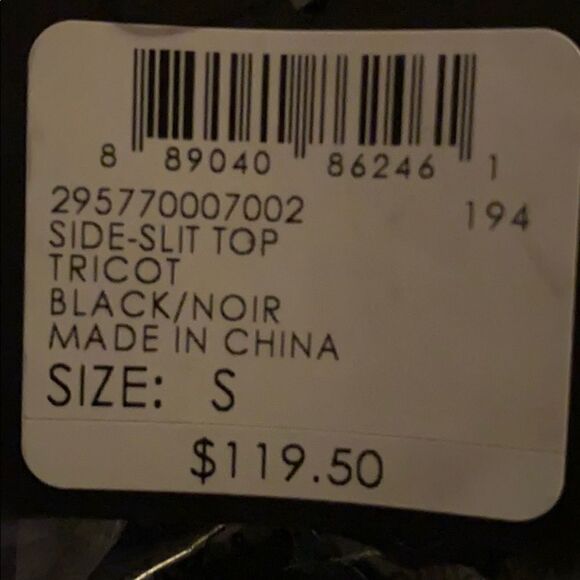 8 89040 86246 1
295770007002 194
SIDE-SLIT TOP
TRICOT
BLACK/NOIR
MADE IN CHINA
SIZE: S
$119.50